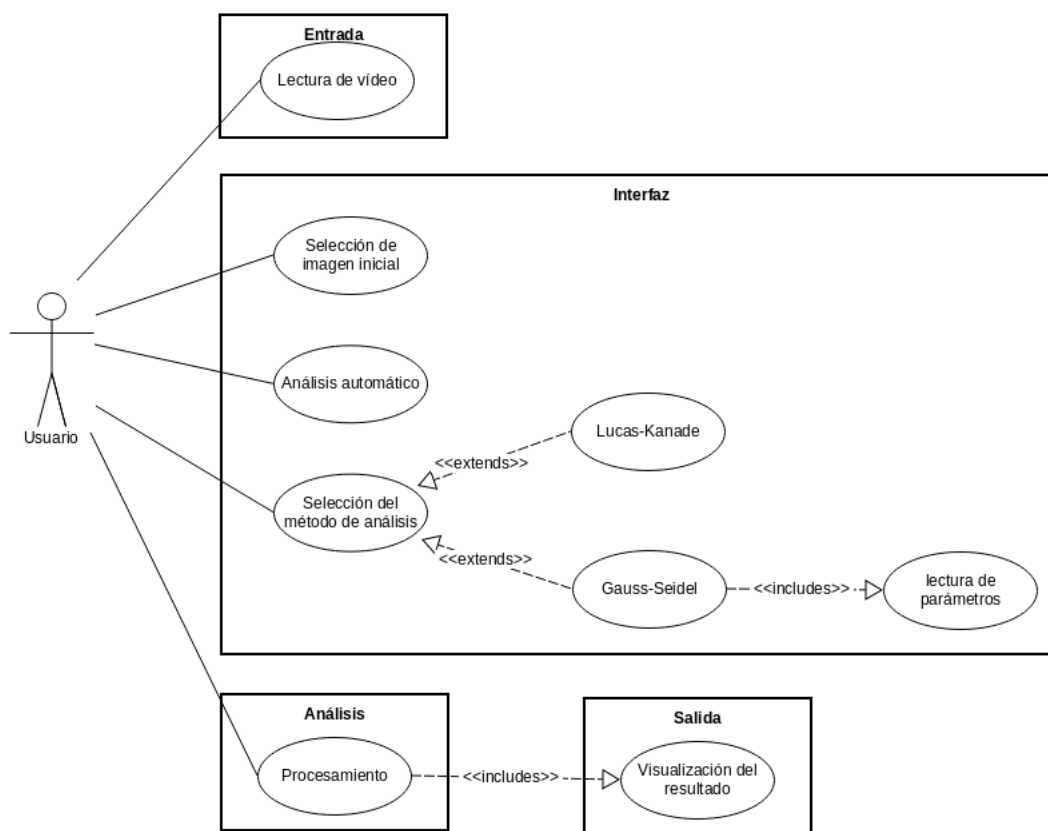 Entrada
Lectura de vídeo
Interfaz
Selección de
imagen inicial
Análisis automático
Usuario
Lucas-Kanade
<<extends>>
Selección del
método de análisis
<<extends>>
Gauss-Seidel
<<includes>>
lectura de
parámetros
Análisis
Procesamiento
<<includes>>
Salida
Visualización del
resultado